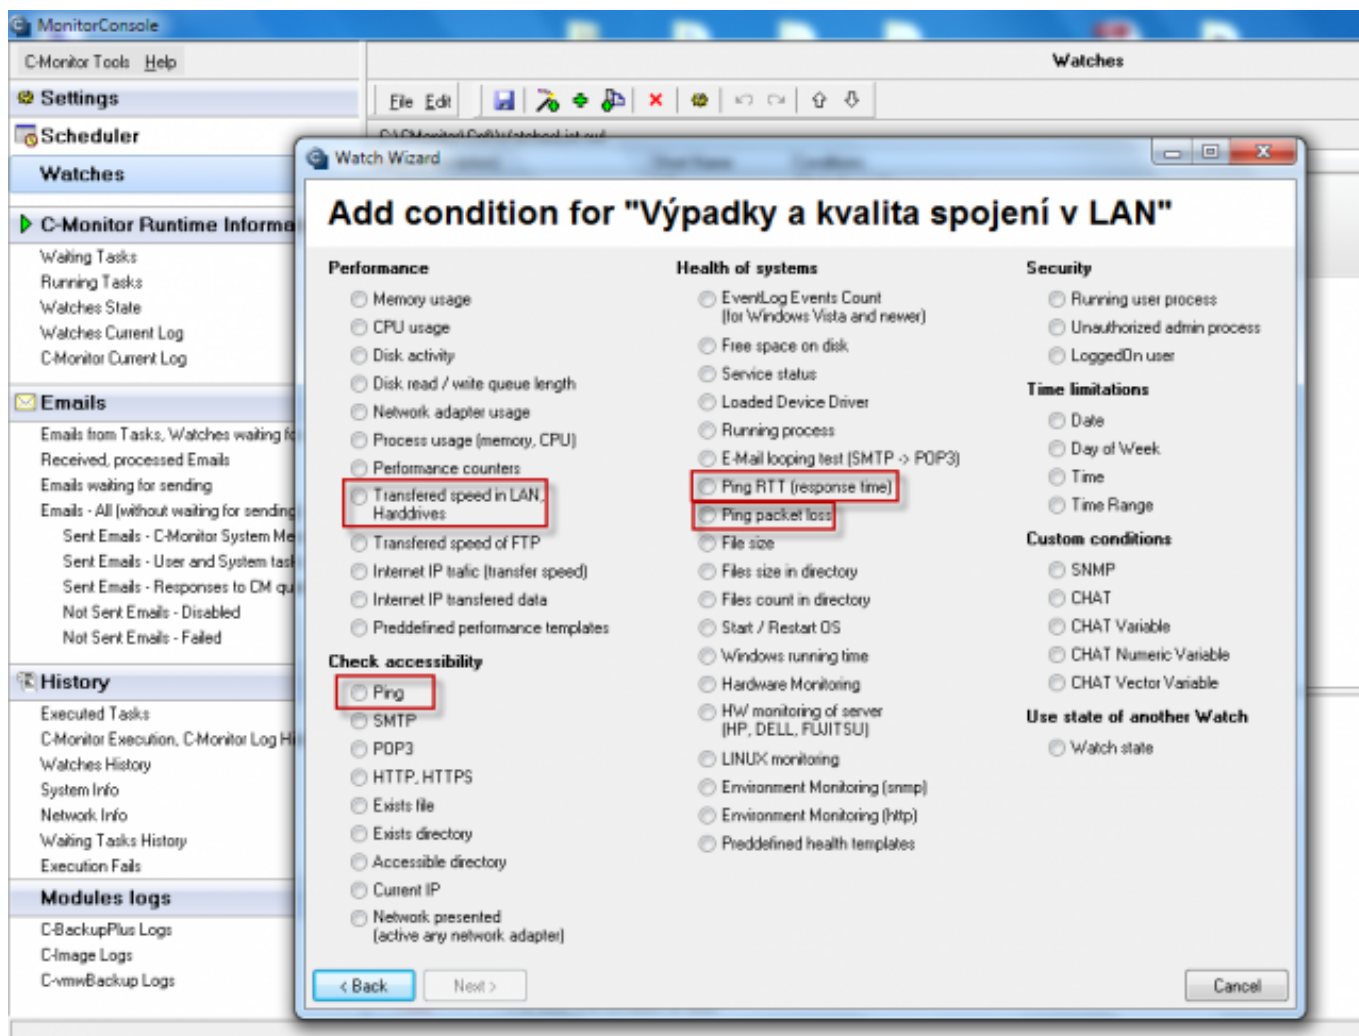 MonitorConsole
C-Monitor Tools Help
Watches
Settings
File Edit
Scheduler
Watches
Watch Wizard
Add condition for "Výpadky a kvalita spojení v LAN"
C-Monitor Runtime Informa
Waiting Tasks
Running Tasks
Watches State
Watches Current Log
C-Monitor Current Log
Emails
Emails from Tasks, Watches waiting fo
Received, processed Emails
Emails waiting for sending
Emails - All (without waiting for sending
Sent Emails - C-Monitor System Me
Sent Emails - User and System task
Sent Emails - Responses to CM qu
Not Sent Emails - Disabled
Not Sent Emails - Failed
History
Executed Tasks
C-Monitor Execution, C-Monitor Log Hi
Watches History
System Info
Network Info
Waiting Tasks History
Execution Fails
Modules logs
C-BackupPlus Logs
C-Image Logs
C-vmwBackup Logs
Performance
Memory usage
CPU usage
Disk activity
Disk read / write queue length
Network adapter usage
Process usage (memory, CPU)
Performance counters
Transfered speed in LAN,
Harddrives
Transfered speed of FTP
Internet IP trafic (transfer speed)
Internet IP transfered data
Preddefined performance templates
Check accessibility
Ping
SMTP
POP3
HTTP, HTTPS
Exists file
Exists directory
Accessible directory
Current IP
Network presented
(active any network adapter)
Health of systems
EventLog Events Count
(for Windows Vista and newer)
Free space on disk
Service status
Loaded Device Driver
Running process
E-Mail looping test (SMTP -> POP3)
Ping RTT (response time)
Ping packet loss
File size
Files size in directory
Files count in directory
Start / Restart OS
Windows running time
Hardware Monitoring
HW monitoring of server
(HP, DELL, FUJITSU)
LINUX monitoring
Environment Monitoring (snmp)
Environment Monitoring (http)
Preddefined health templates
Security
Running user process
Unauthorized admin process
LoggedOn user
Time limitations
Date
Day of Week
Time
Time Range
Custom conditions
SNMP
CHAT
CHAT Variable
CHAT Numeric Variable
CHAT Vector Variable
Use state of another Watch
Watch state
< Back
Next >
Cancel